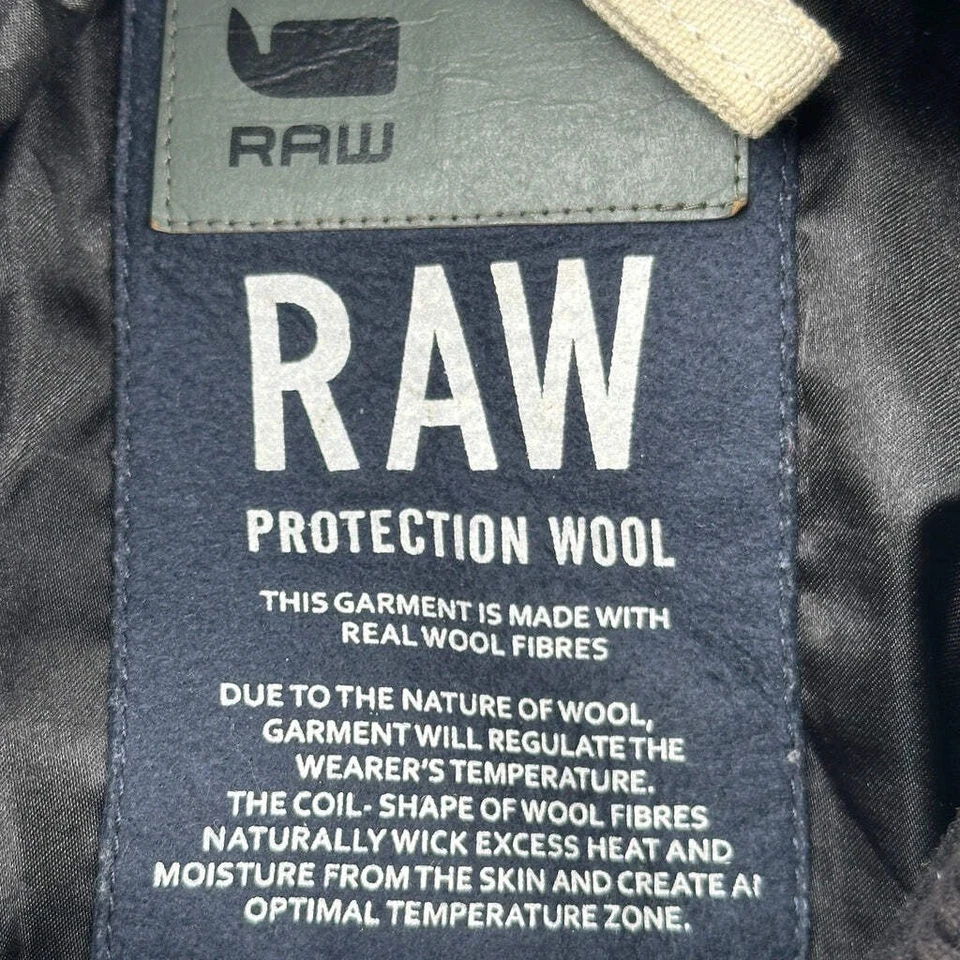 RAW
RAW
PROTECTION WOOL
THIS GARMENT IS MADE WITH
REAL WOOL FIBRES
DUE TO THE NATURE OF WOOL,
GARMENT WILL REGULATE THE
WEARER'S TEMPERATURE.
THE COIL- SHAPE OF WOOL FIBRES
NATURALLY WICK EXCESS HEAT AND
MOISTURE FROM THE SKIN AND CREATE
OPTIMAL TEMPERATURE ZONE.